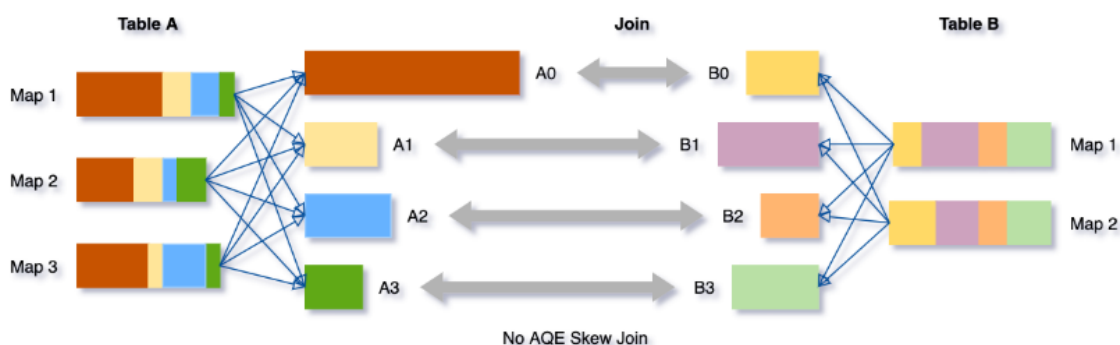 Table A
Join
Table B
Map 1
A0
B0
A1
B1
Map 1
Map 2
A2
B2
Map 2
Map 3
A3
B3
No AQE Skew Join